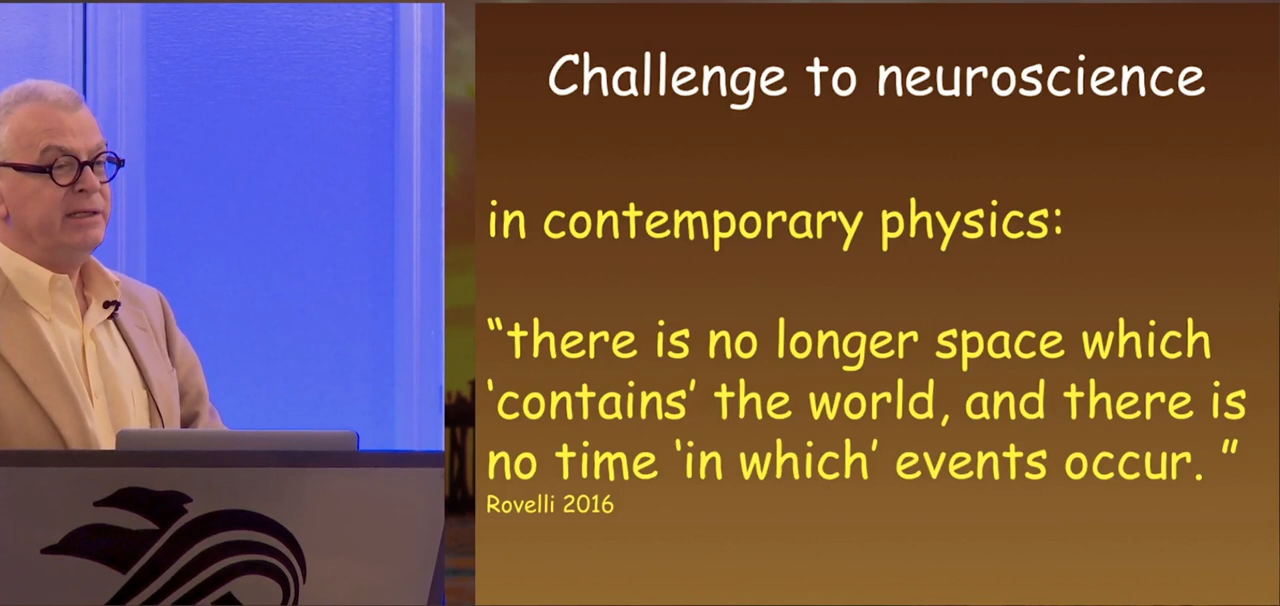 Challenge to neuroscience
in contemporary physics:
“there is no longer space which
‘contains’ the world, and there is
no time ‘in which’ events occur. ”
Rovelli 2016